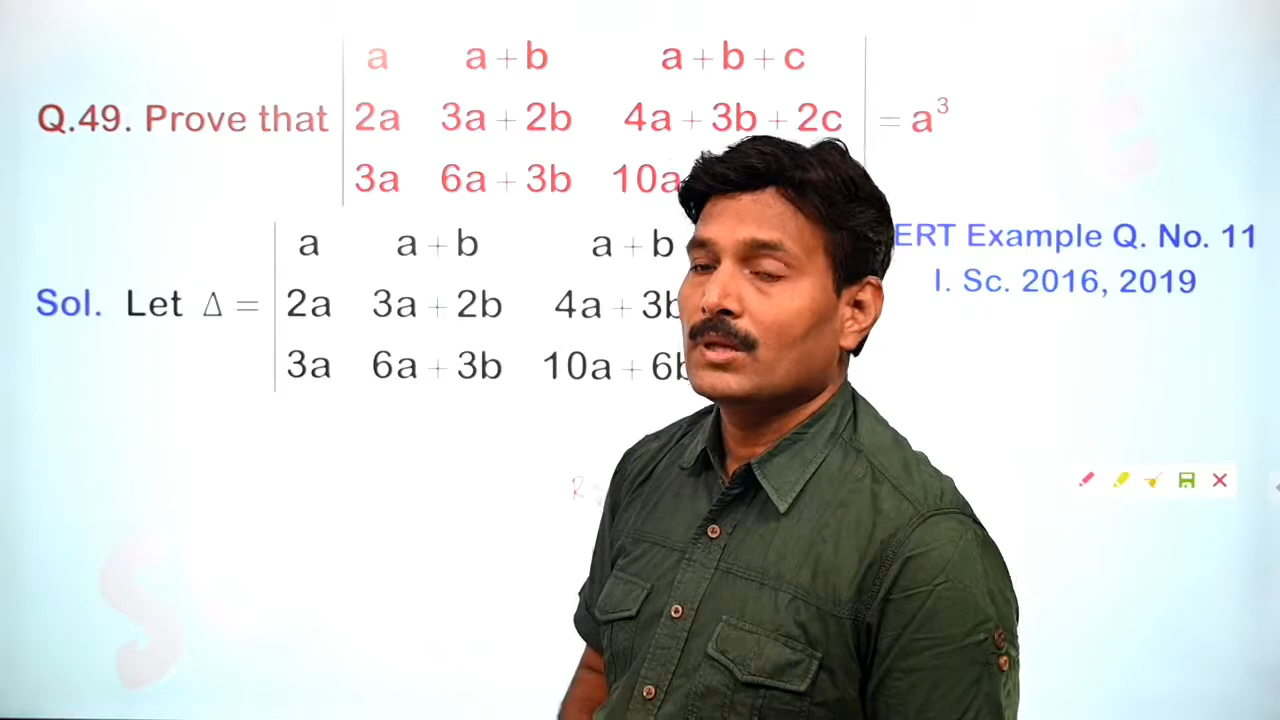 a a + b a + b + c
Q.49. Prove that 2a 3a + 2b 4a + 3b + 2c = a³
3a 6a + 3b 10a
a a + b a + b
ERT Example Q. No. 11
I. Sc. 2016, 2019
Sol. Let Δ = 2a 3a + 2b 4a + 3b
3a 6a + 3b 10a + 6b
R